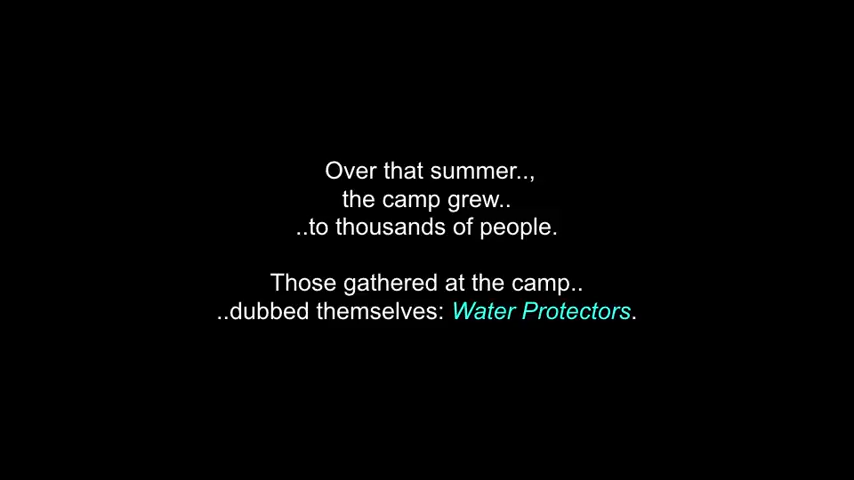 Over that summer..,
the camp grew..
..to thousands of people.
Those gathered at the camp..
..dubbed themselves: Water Protectors.